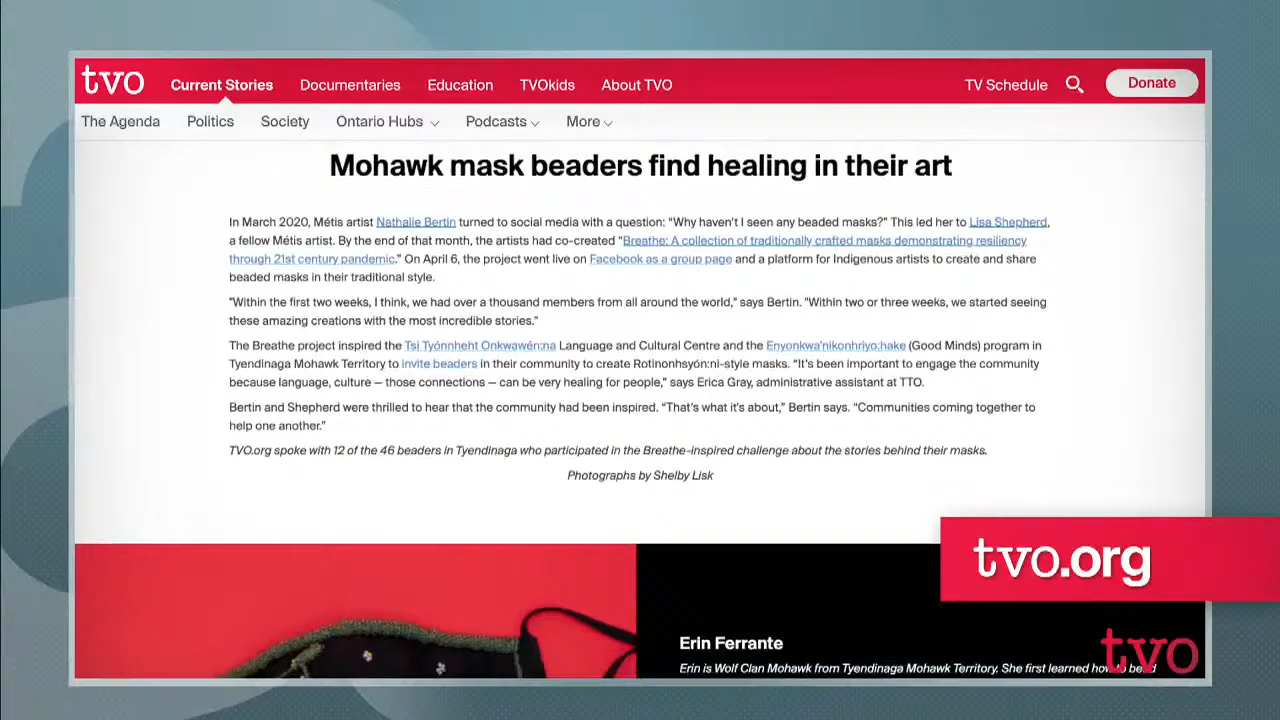 tvo
Current Stories Documentaries Education TVOkids About TVO TV Schedule Donate
The Agenda Politics Society Ontario Hubs Podcasts More
Mohawk mask beaders find healing in their art
In March 2020, Métis artist Nathalie Bertin turned to social media with a question: “Why haven't I seen any beaded masks?” This led her to Lisa Shepherd,
a fellow Métis artist. By the end of that month, the artists had co-created “Breathe: A collection of traditionally crafted masks demonstrating resiliency
through 21st century pandemic.” On April 6, the project went live on Facebook as a group page and a platform for Indigenous artists to create and share
beaded masks in their traditional style.
"Within the first two weeks, I think, we had over a thousand members from all around the world,” says Bertin. "Within two or three weeks, we started seeing
these amazing creations with the most incredible stories.”
The Breathe project inspired the Tsi Tyónnheht Onkwawén:na Language and Cultural Centre and the Enyonkwa'nikonhriyo:hake (Good Minds) program in
Tyendinaga Mohawk Territory to invite beaders in their community to create Rotinonhsyón:ni-style masks. “It's been important to engage the community
because language, culture — those connections — can be very healing for people,” says Erica Gray, administrative assistant at TTO.
Bertin and Shepherd were thrilled to hear that the community had been inspired. “That's what it's about,” Bertin says. “Communities coming together to
help one another.”
TVO.org spoke with 12 of the 46 beaders in Tyendinaga who participated in the Breathe-inspired challenge about the stories behind their masks.
Photographs by Shelby Lisk
tvo.org
Erin Ferrante
Erin is Wolf Clan Mohawk from Tyendinaga Mohawk Territory. She first learned how to bead
tvo